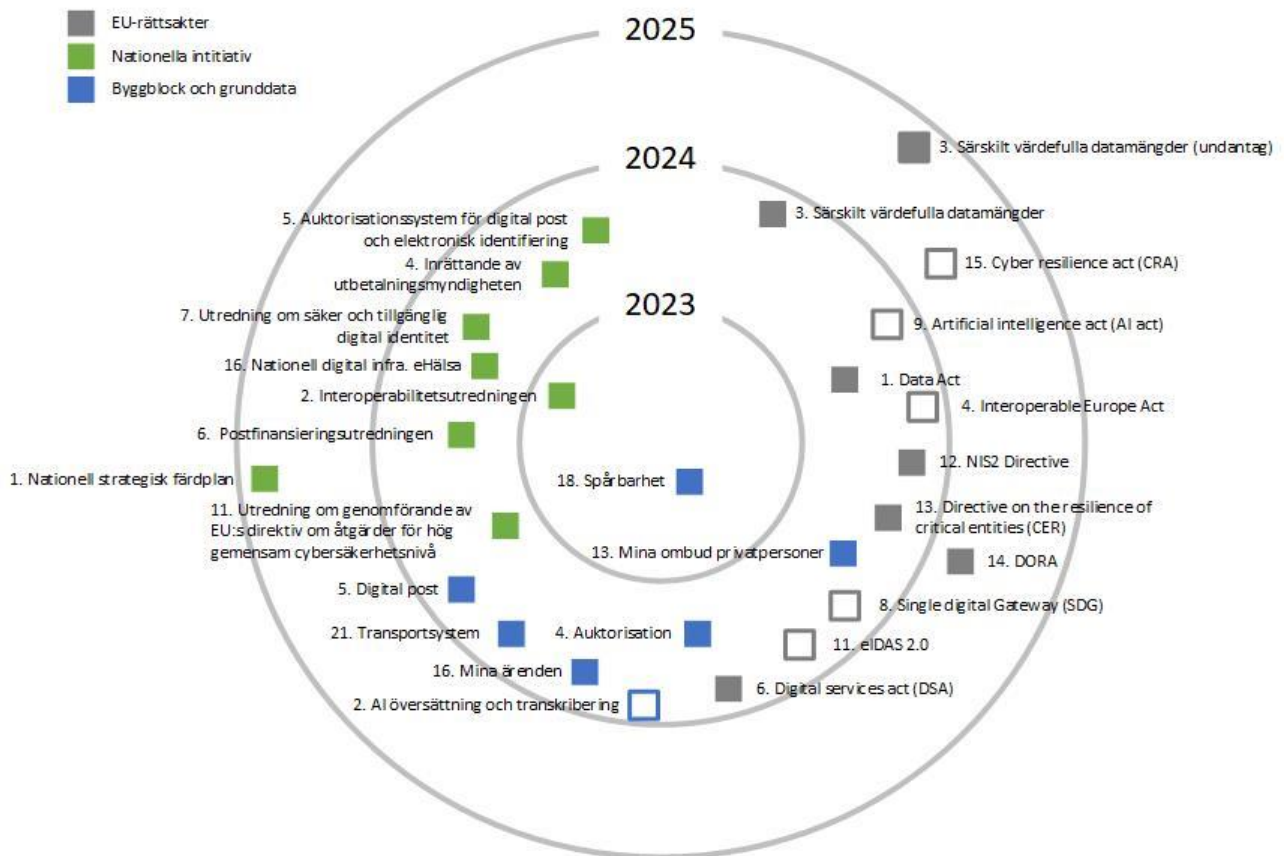 EU-rättsakter
Nationella intitiativ
Byggblock och grunddata
2025
2024
2023
3. Särskilt värdefulla datamängder (undantag)
3. Särskilt värdefulla datamängder
15. Cyber resilience act (CRA)
9. Artificial intelligence act (AI act)
1. Data Act
4. Interoperable Europe Act
12. NIS2 Directive
13. Directive on the resilience of
critical entities (CER)
14. DORA
8. Single digital Gateway (SDG)
11. eIDAS 2.0
6. Digital services act (DSA)
5. Auktorisationssystem för digital post
och elektronisk identifiering
4. Inrättande av
utbetalningsmyndigheten
7. Utredning om säker och tillgänglig
digital identitet
16. Nationell digital infra. eHälsa
2. Interoperabilitetsutredningen
6. Postfinansieringsutredningen
1. Nationell strategisk färdplan
11. Utredning om genomförande av
EU:s direktiv om åtgärder för hög
gemensam cybersäkerhetsnivå
18. Spårbarhet
13. Mina ombud privatpersoner
5. Digital post
21. Transportsystem
4. Auktorisation
16. Mina ärenden
2. AI översättning och transkribering